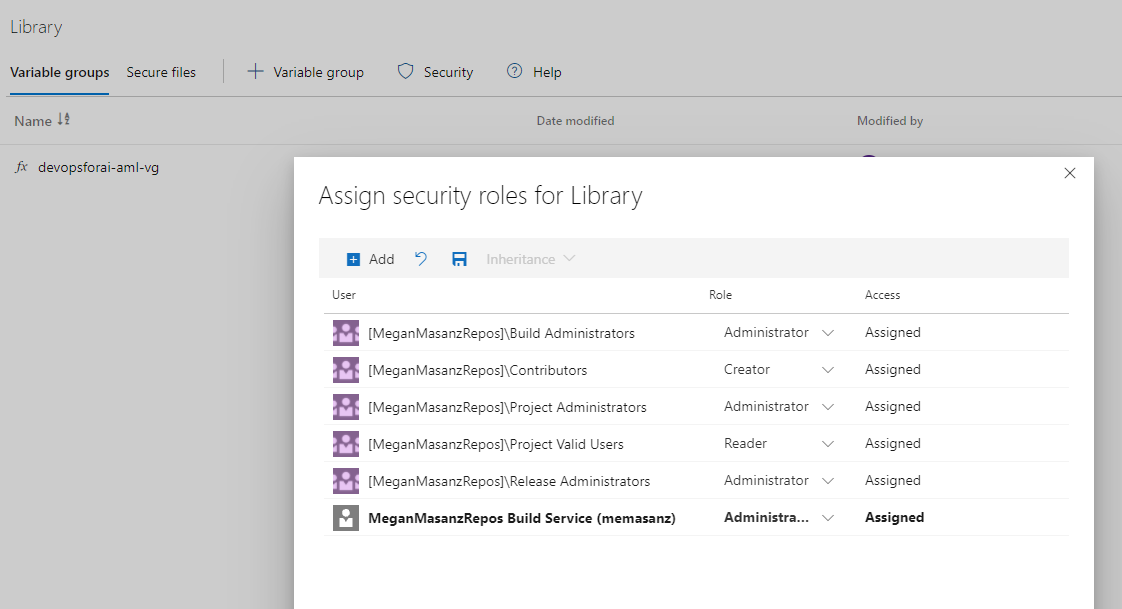 Library
Variable groups Secure files Variable group Security Help
Name Date modified Modified by
fx devopsforai-aml-vg
Assign security roles for Library
Add Inheritance
User Role Access
[MeganMasanzRepos]\Build Administrators Administrator Assigned
[MeganMasanzRepos]\Contributors Creator Assigned
[MeganMasanzRepos]\Project Administrators Administrator Assigned
[MeganMasanzRepos]\Project Valid Users Reader Assigned
[MeganMasanzRepos]\Release Administrators Administrator Assigned
MeganMasanzRepos Build Service (memasanz) Administra... Assigned